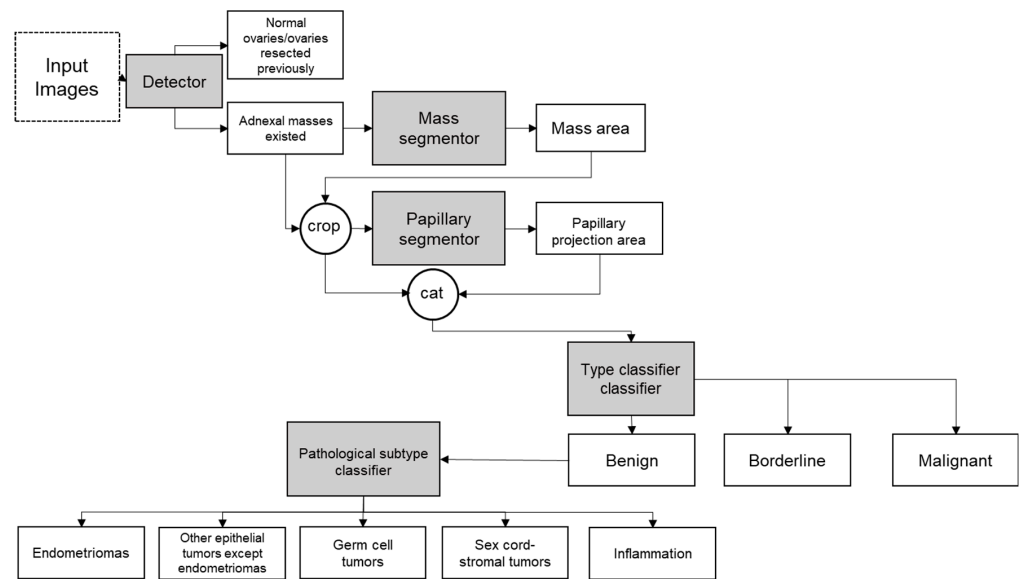 Input
Images
Detector
Normal
ovaries/ovaries
resected
previously
Adnexal masses
existed
Mass
segmentor
Mass area
crop
Papillary
segmentor
Papillary
projection area
cat
Type classifier
classifier
Benign
Borderline
Malignant
Pathological subtype
classifier
Endometriomas
Other epithelial
tumors except
endometriomas
Germ cell
tumors
Sex cord-
stromal tumors
Inflammation